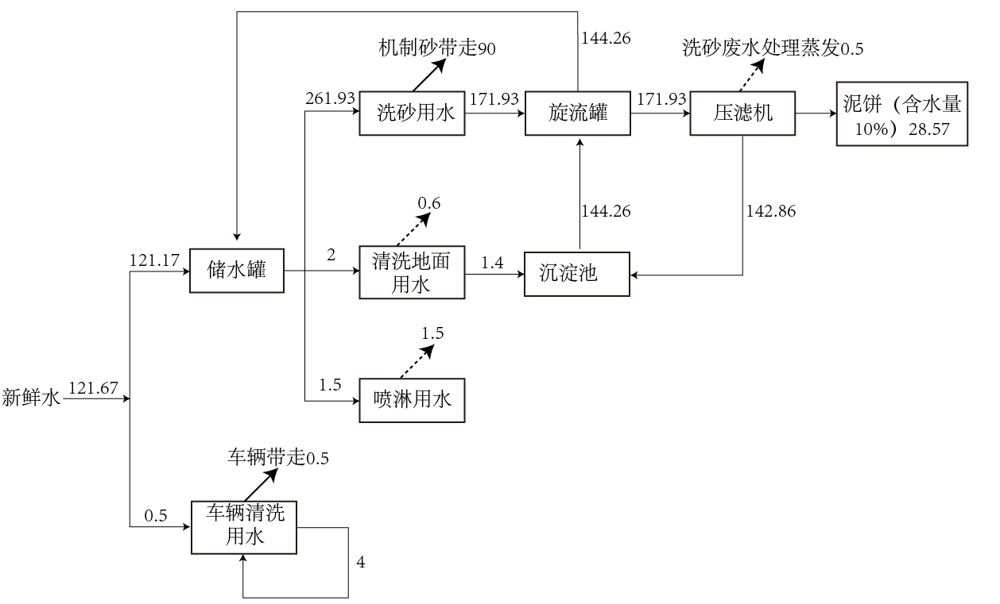 144.26
机制砂带走90
洗砂废水处理蒸发0.5
261.93
洗砂用水
171.93
旋流罐
171.93
压滤机
泥饼（含水量
10%）28.57
0.6
144.26
142.86
121.17
储水罐
2
清洗地面
用水
1.4
沉淀池
1.5
1.5
喷淋用水
新鲜水
121.67
车辆带走0.5
0.5
车辆清洗
用水
4